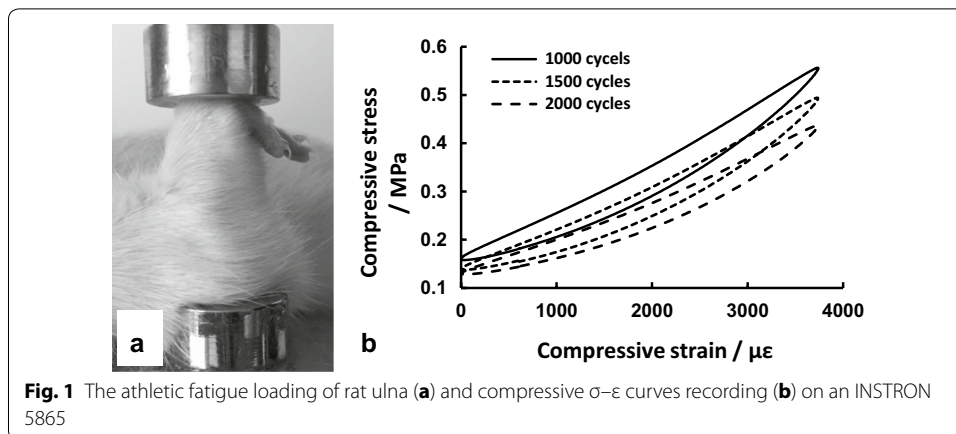 a
b
Compressive stress
/ MPa
0.6
0.5
0.4
0.3
0.2
0.1
1000 cycels
1500 cycles
2000 cycles
0 1000 2000 3000 4000
Compressive strain / µε
Fig. 1 The athletic fatigue loading of rat ulna (a) and compressive σ–ε curves recording (b) on an INSTRON
5865